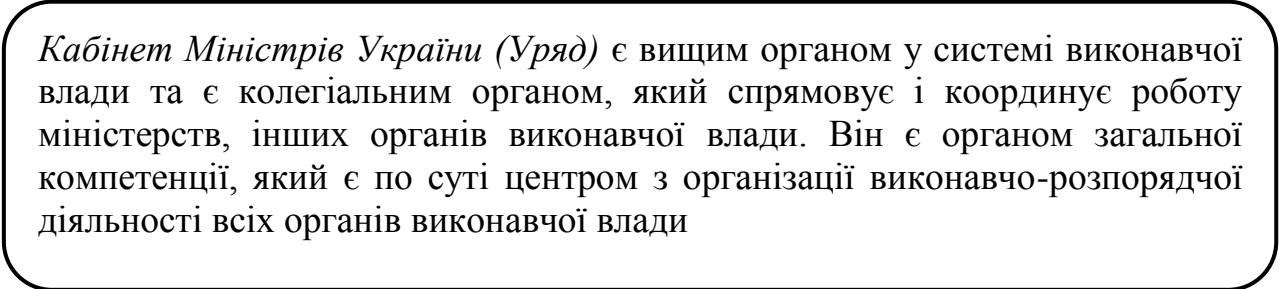 Кабінет Міністрів України (Уряд) є вищим органом у системі виконавчої
влади та є колегіальним органом, який спрямовує і координує роботу
міністерств, інших органів виконавчої влади. Він є органом загальної
компетенції, який є по суті центром з організації виконавчо-розпорядчої
діяльності всіх органів виконавчої влади